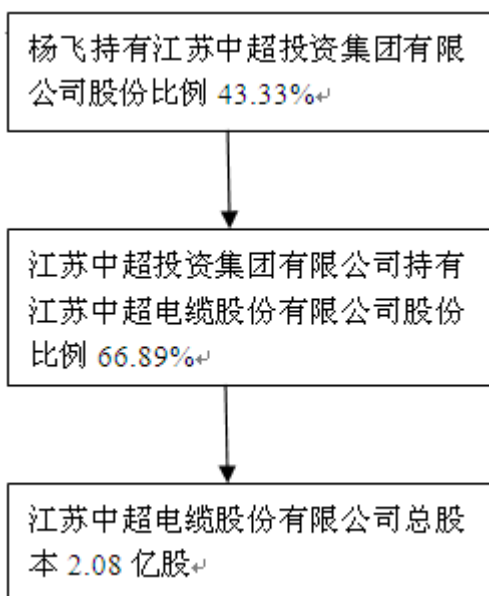 杨飞持有江苏中超投资集团有限
公司股份比例 43.33%↵
江苏中超投资集团有限公司持有
江苏中超电缆股份有限公司股份
比例 66.89%↵
江苏中超电缆股份有限公司总股
本 2.08 亿股↵